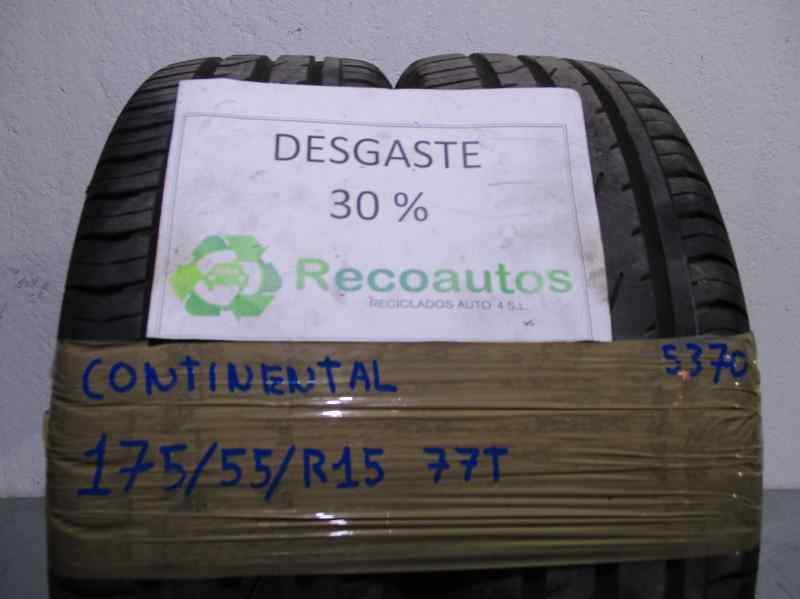 DESGASTE
30 %
Recoautos
RECICLADOS AUTO 4 S.L.
CONTINENTAL 5370
175/55/R15 77T